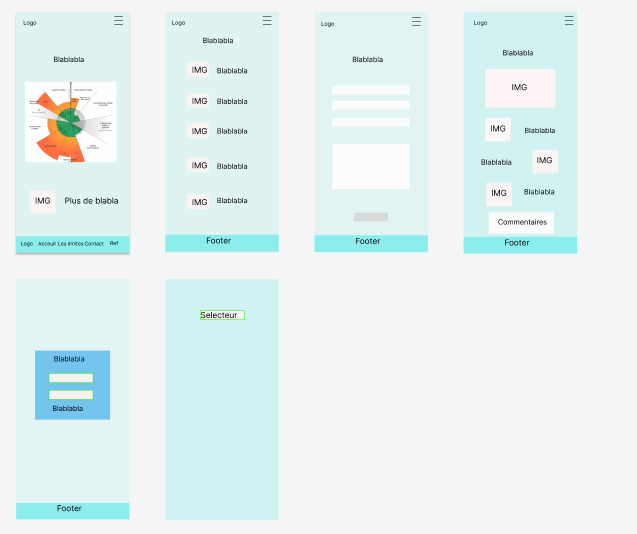 Logo
Blablabla
IMG
Plus de blabla
Logo Acceuil Les limites Contact Ref
Logo
Blablabla
IMG Blablabla
IMG Blablabla
IMG Blablabla
IMG Blablabla
IMG Blablabla
Footer
Logo
Blablabla
Footer
Logo
Blablabla
IMG
IMG Blablabla
Blablabla IMG
IMG Blablabla
Commentaires
Footer
Blablabla
Blablabla
Footer
Selecteur